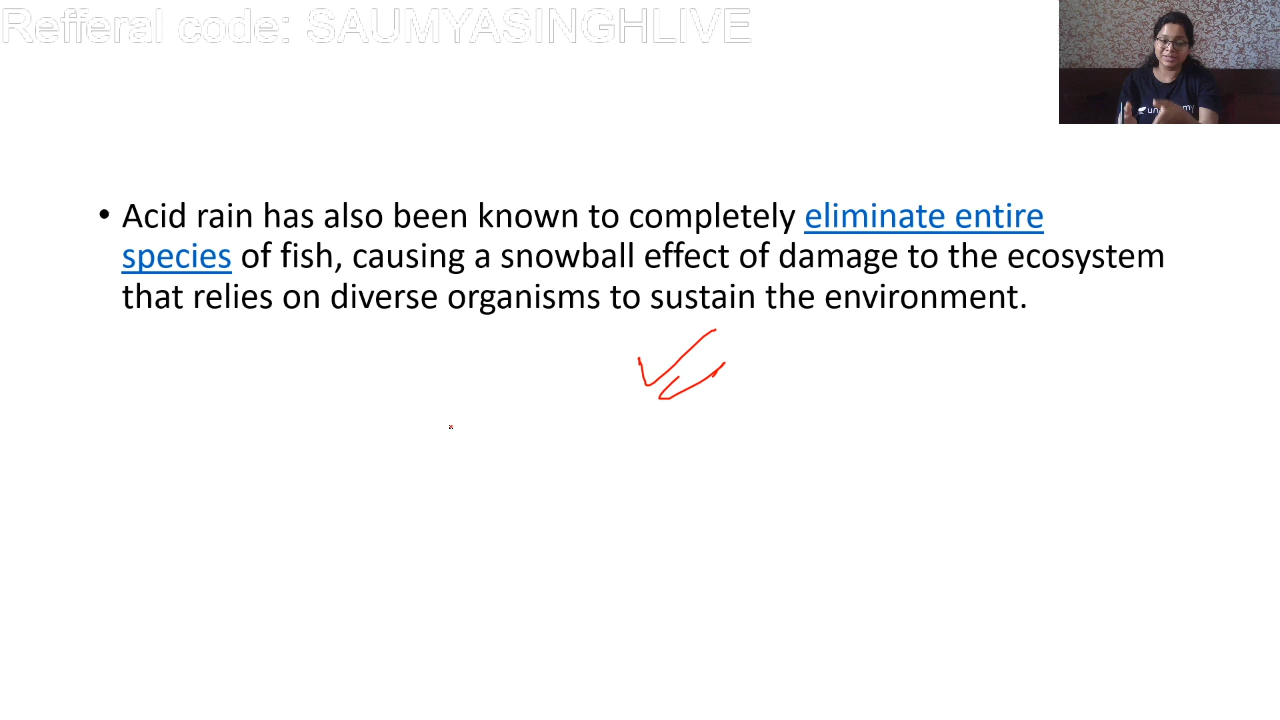 Refferal code: SAUMYASINGHLIVE
• Acid rain has also been known to completely eliminate entire
species of fish, causing a snowball effect of damage to the ecosystem
that relies on diverse organisms to sustain the environment.